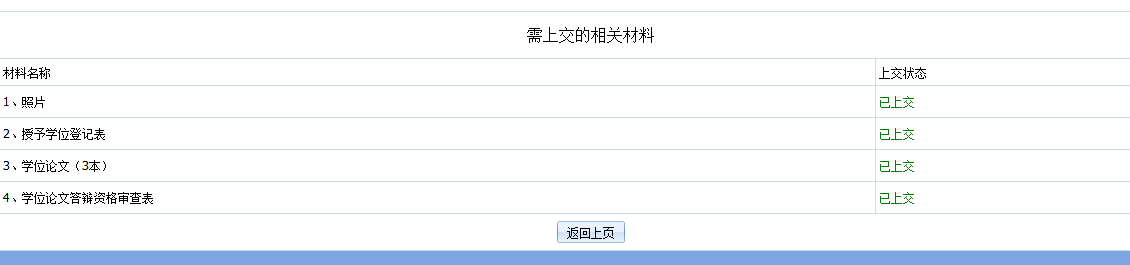 需上交的相关材料
材料名称 上交状态
1、照片 已上交
2、授予学位登记表 已上交
3、学位论文（3本） 已上交
4、学位论文答辩资格审查表 已上交
返回上页